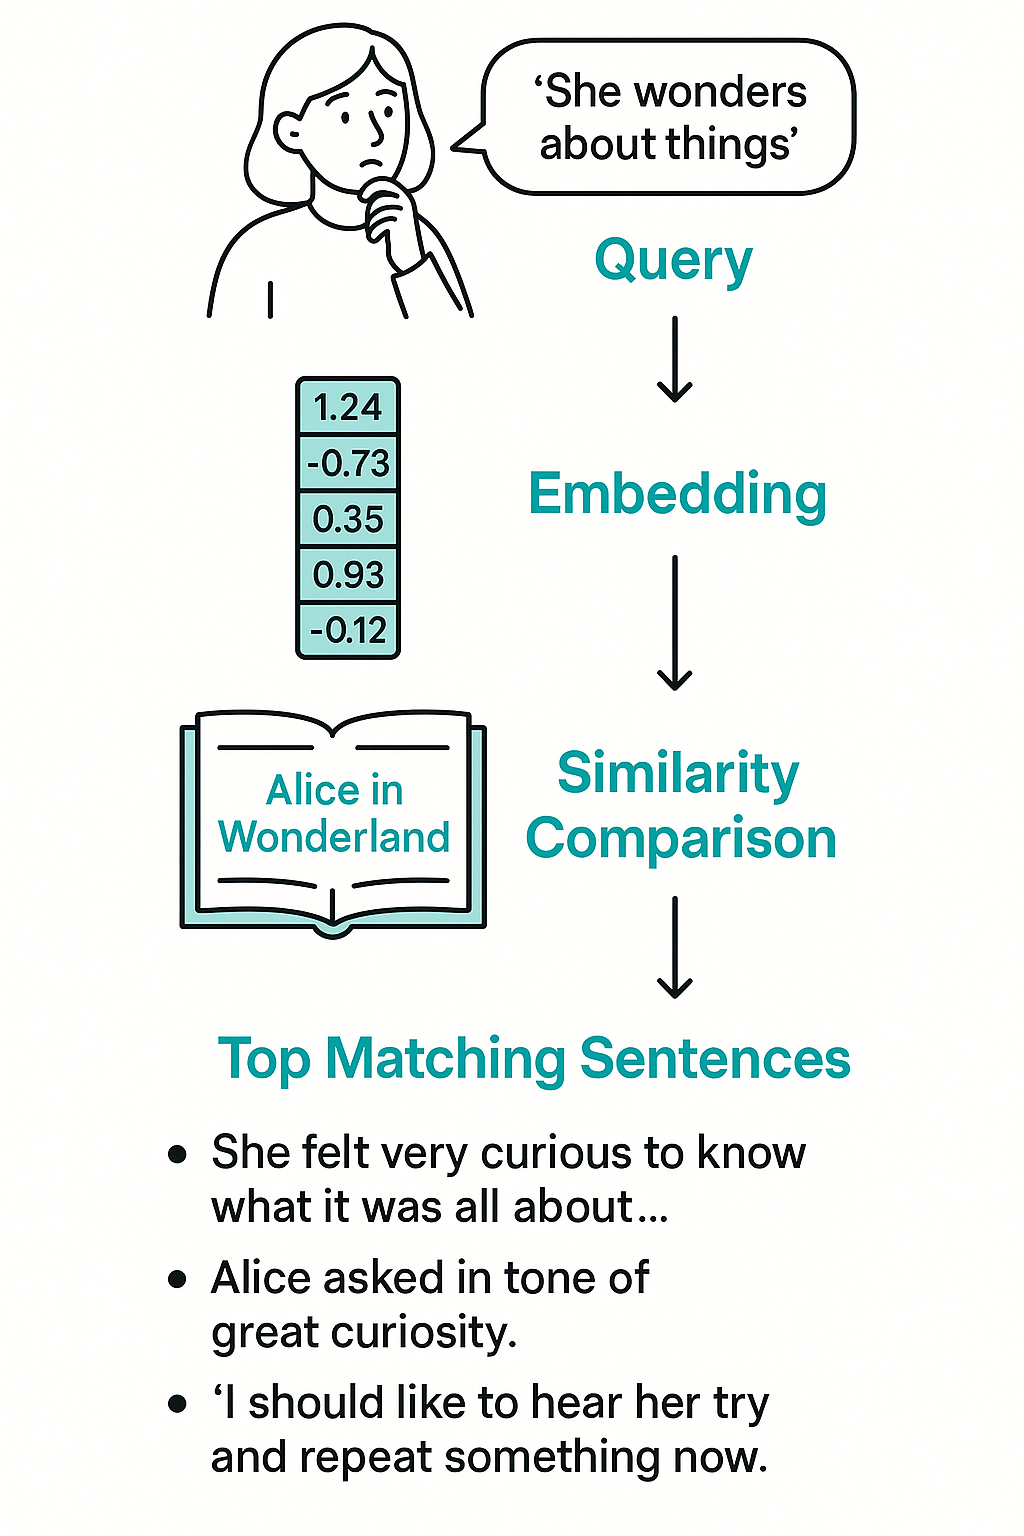 ‘She wonders
about things’
Query
1.24
-0.73
0.35
0.93
-0.12
Embedding
Alice in
Wonderland
Similarity
Comparison
Top Matching Sentences
• She felt very curious to know
what it was all about...
• Alice asked in tone of
great curiosity.
• ‘I should like to hear her try
and repeat something now.